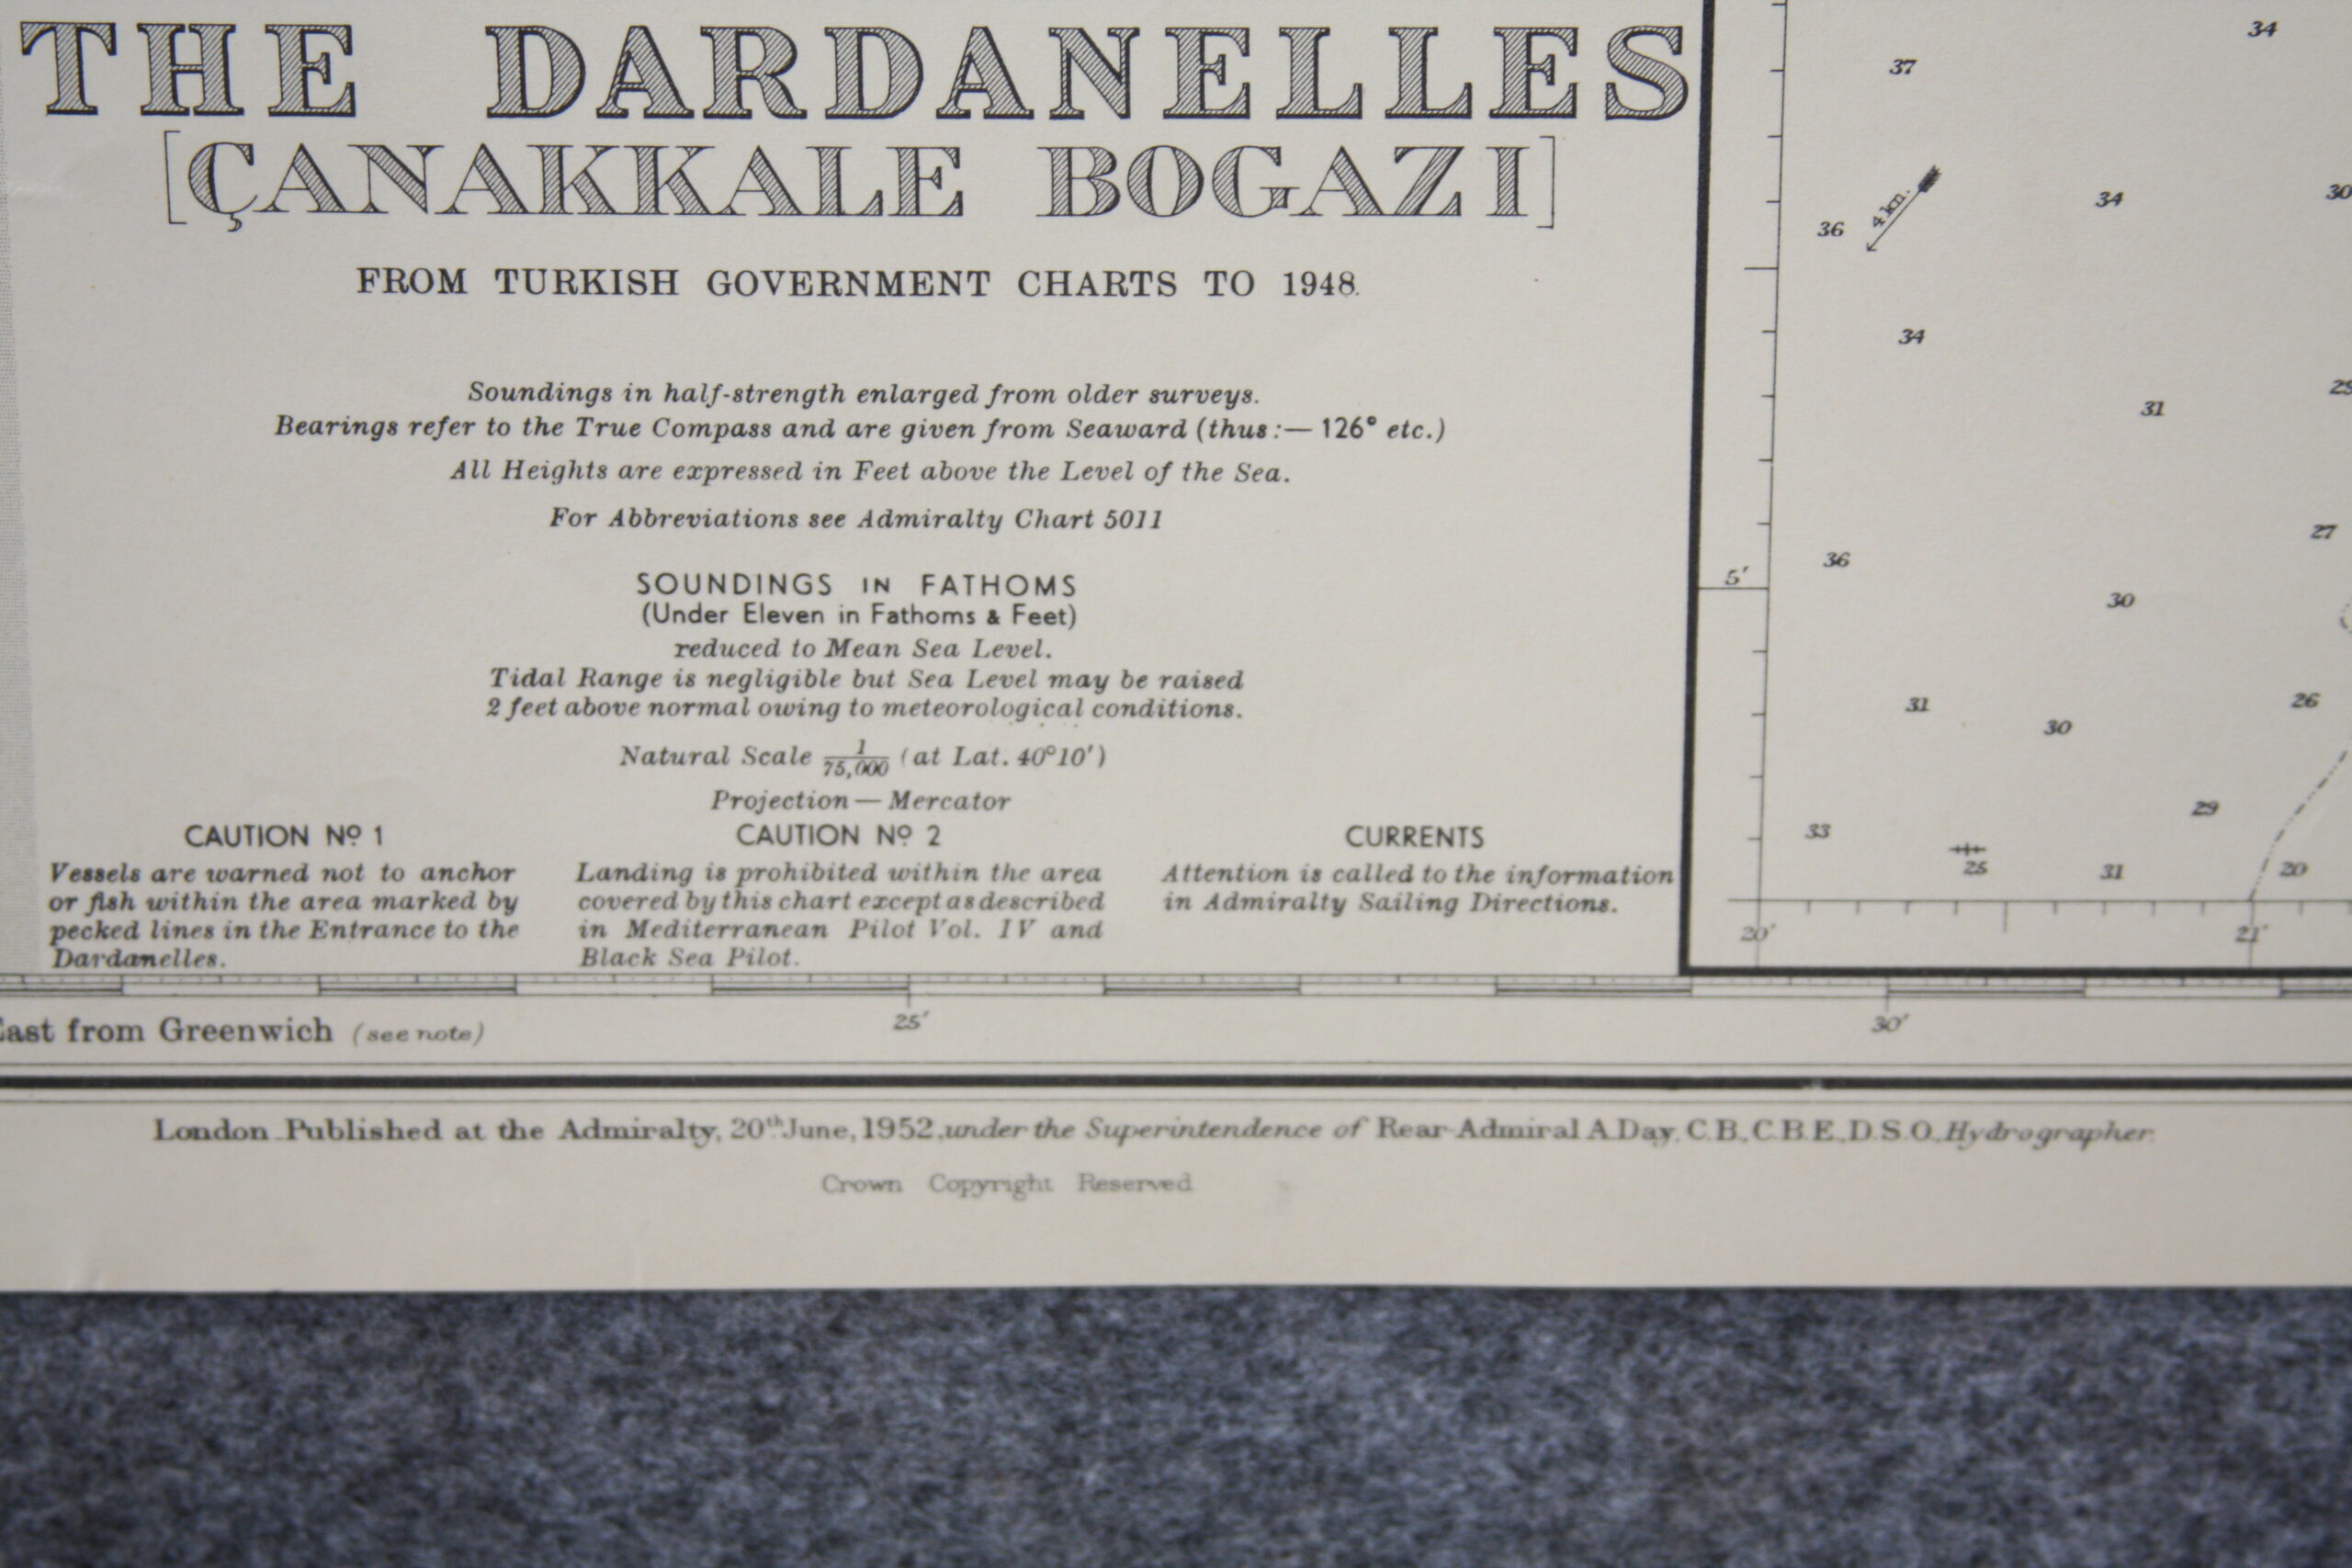 THE DARDANELLES
[ÇANAKKALE BOGAZI]
FROM TURKISH GOVERNMENT CHARTS TO 1948.
Soundings in half-strength enlarged from older surveys.
Bearings refer to the True Compass and are given from Seaward (thus:— 126° etc.)
All Heights are expressed in Feet above the Level of the Sea.
For Abbreviations see Admiralty Chart 5011
SOUNDINGS IN FATHOMS
(Under Eleven in Fathoms & Feet)
reduced to Mean Sea Level.
Tidal Range is negligible but Sea Level may be raised
2 feet above normal owing to meteorological conditions.
Natural Scale 1/75,000 (at Lat. 40°10′)
Projection — Mercator
CAUTION Nº 1
Vessels are warned not to anchor
or fish within the area marked by
pecked lines in the Entrance to the
Dardanelles.
CAUTION Nº 2
Landing is prohibited within the area
covered by this chart except as described
in Mediterranean Pilot Vol. IV and
Black Sea Pilot.
CURRENTS
Attention is called to the information
in Admiralty Sailing Directions.
34
37
4 km.
34
30
36
34
31
36
5′
30
27
31
30
26
29
33
25
31
20
20′
21′
East from Greenwich (see note)
25′
30′
London Published at the Admiralty, 20th June, 1952, under the Superintendence of Rear-Admiral A. Day, C.B., C.B.E., D.S.O., Hydrographer.
Crown Copyright Reserved